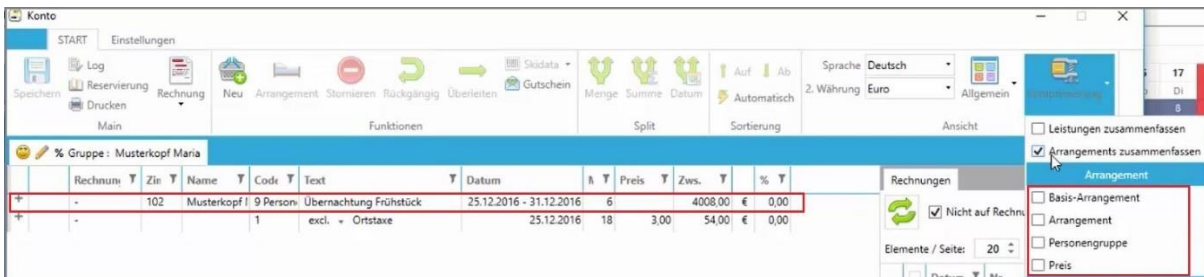 Konto
START Einstellungen
Speichern
Log
Reservierung
Drucken
Rechnung
Main
Neu Arrangement Stornieren Rückgängig Überleiten
Skidata
Gutschein
Funktionen
Menge Summe Datum
Split
Auf Ab
Automatisch
Sortierung
Sprache Deutsch
2. Währung Euro
Allgemein
Ansicht
17
Di
8
Leistungen zusammenfassen
Arrangements zusammenfassen
Arrangement
Basis-Arrangement
Arrangement
Personengruppe
Preis
% Gruppe : Musterkopf Maria
Rechnun Zin Name Code Text Datum Preis Zws. %
- 102 Musterkopf 9 Person Übernachtung Frühstück 25.12.2016 - 31.12.2016 6 4008,00 € 0,00
- 1 excl. Ortstaxe 25.12.2016 18 3,00 54,00 € 0,00
Rechnungen
Nicht auf Rechnu
Elemente / Seite: 20